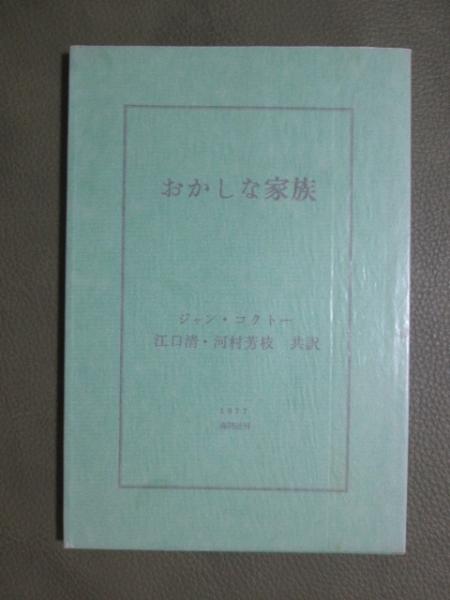 おかしな家族
ジャン・コクトー
江口清・河村芳枝 共訳
1977